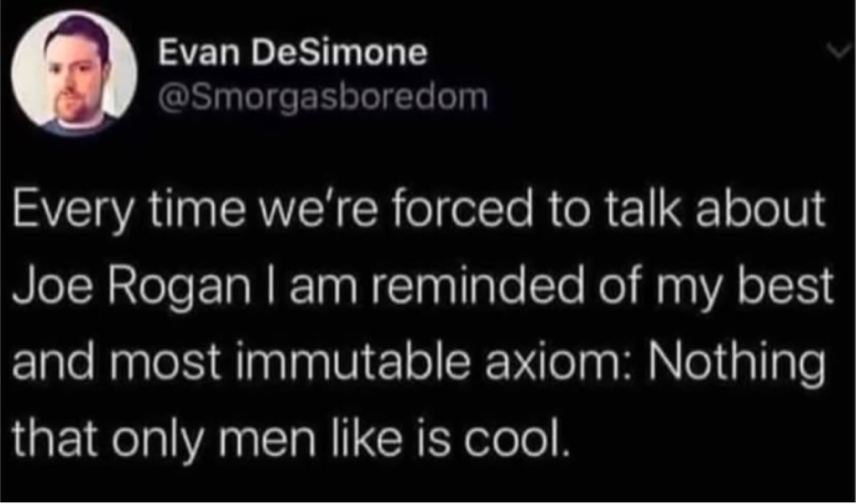 Evan DeSimone
@Smorgasboredom
Every time we're forced to talk about
Joe Rogan I am reminded of my best
and most immutable axiom: Nothing
that only men like is cool.